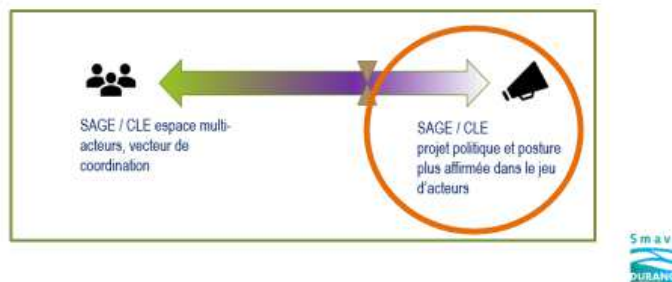 SAGE / CLE espace multi-
acteurs, vecteur de
coordination
SAGE / CLE
projet politique et posture
plus affirmée dans le jeu
d'acteurs